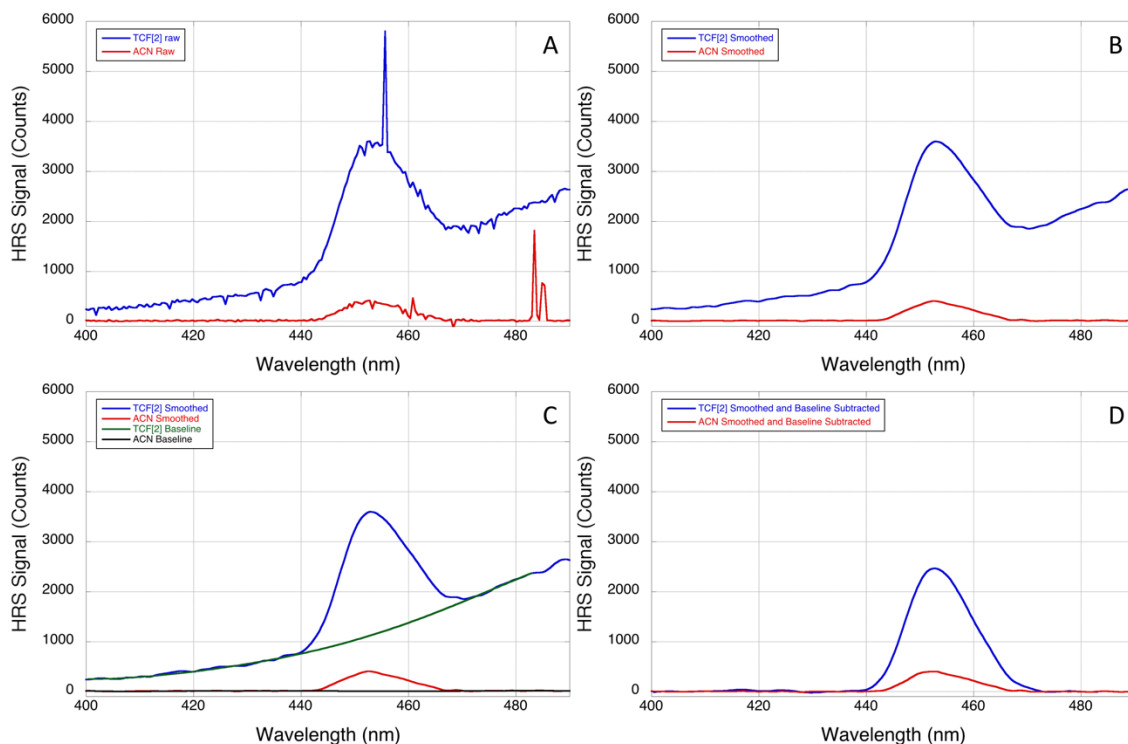 6000
5000
4000
3000
2000
1000
0
HRS Signal (Counts)
TCF[2] raw
ACN Raw
A
400
420
440
460
480
Wavelength (nm)
6000
5000
4000
3000
2000
1000
0
HRS Signal (Counts)
TCF[2] Smoothed
ACN Smoothed
B
400
420
440
460
480
Wavelength (nm)
6000
5000
4000
3000
2000
1000
0
HRS Signal (Counts)
TCF[2] Smoothed
ACN Smoothed
TCF[2] Baseline
ACN Baseline
C
400
420
440
460
480
Wavelength (nm)
6000
5000
4000
3000
2000
1000
0
HRS Signal (Counts)
TCF[2] Smoothed and Baseline Subtracted
ACN Smoothed and Baseline Subtracted
D
400
420
440
460
480
Wavelength (nm)